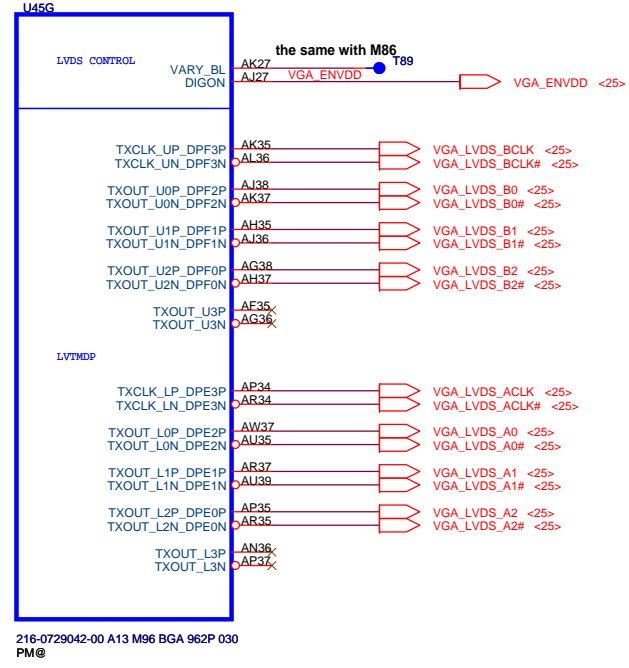 U45G
LVDS CONTROL
the same with M86
VARY_BL AK27 T89
DIGON AJ27 VGA_ENVDD VGA_ENVDD <25>
TXCLK_UP_DPF3P AK35 VGA_LVDS_BCLK <25>
TXCLK_UN_DPF3N AL36 VGA_LVDS_BCLK# <25>
TXOUT_U0P_DPF2P AJ38 VGA_LVDS_B0 <25>
TXOUT_U0N_DPF2N AK37 VGA_LVDS_B0# <25>
TXOUT_U1P_DPF1P AH35 VGA_LVDS_B1 <25>
TXOUT_U1N_DPF1N AJ36 VGA_LVDS_B1# <25>
TXOUT_U2P_DPF0P AG38 VGA_LVDS_B2 <25>
TXOUT_U2N_DPF0N AH37 VGA_LVDS_B2# <25>
TXOUT_U3P AF35
TXOUT_U3N AG36
LVTMDP
TXCLK_LP_DPE3P AP34 VGA_LVDS_ACLK <25>
TXCLK_LN_DPE3N AR34 VGA_LVDS_ACLK# <25>
TXOUT_L0P_DPE2P AW37 VGA_LVDS_A0 <25>
TXOUT_L0N_DPE2N AU35 VGA_LVDS_A0# <25>
TXOUT_L1P_DPE1P AR37 VGA_LVDS_A1 <25>
TXOUT_L1N_DPE1N AU39 VGA_LVDS_A1# <25>
TXOUT_L2P_DPE0P AP35 VGA_LVDS_A2 <25>
TXOUT_L2N_DPE0N AR35 VGA_LVDS_A2# <25>
TXOUT_L3P AN36
TXOUT_L3N AP37
216-0729042-00 A13 M96 BGA 962P 030
PM@